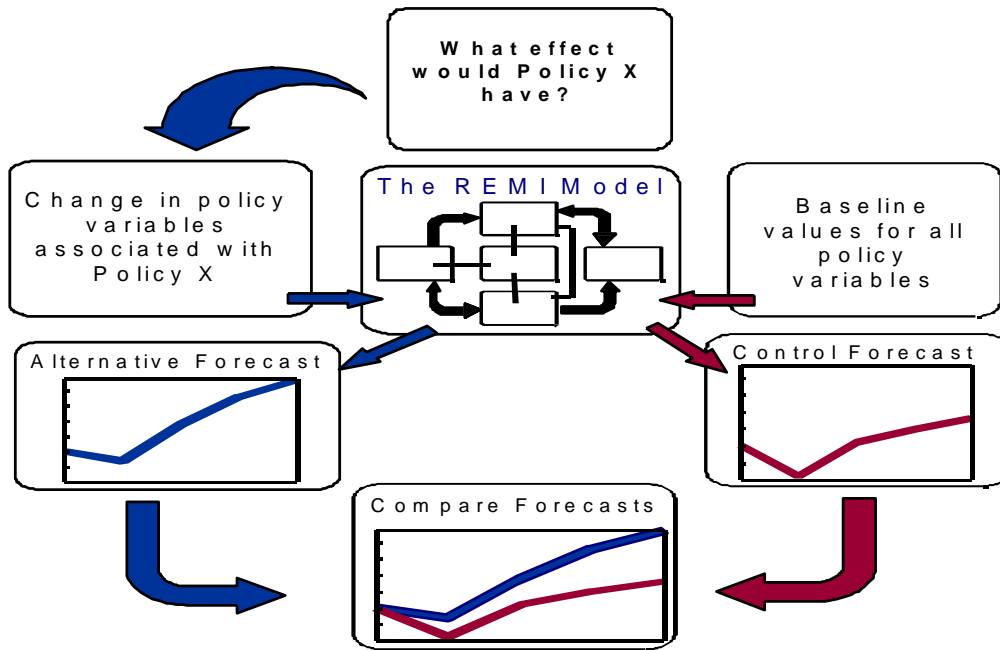 What effect
would Policy X
have?
Change in policy
variables
associated with
Policy X
The REMI Model
Baseline
values for all
policy
variables
Alternative Forecast
Control Forecast
Compare Forecasts